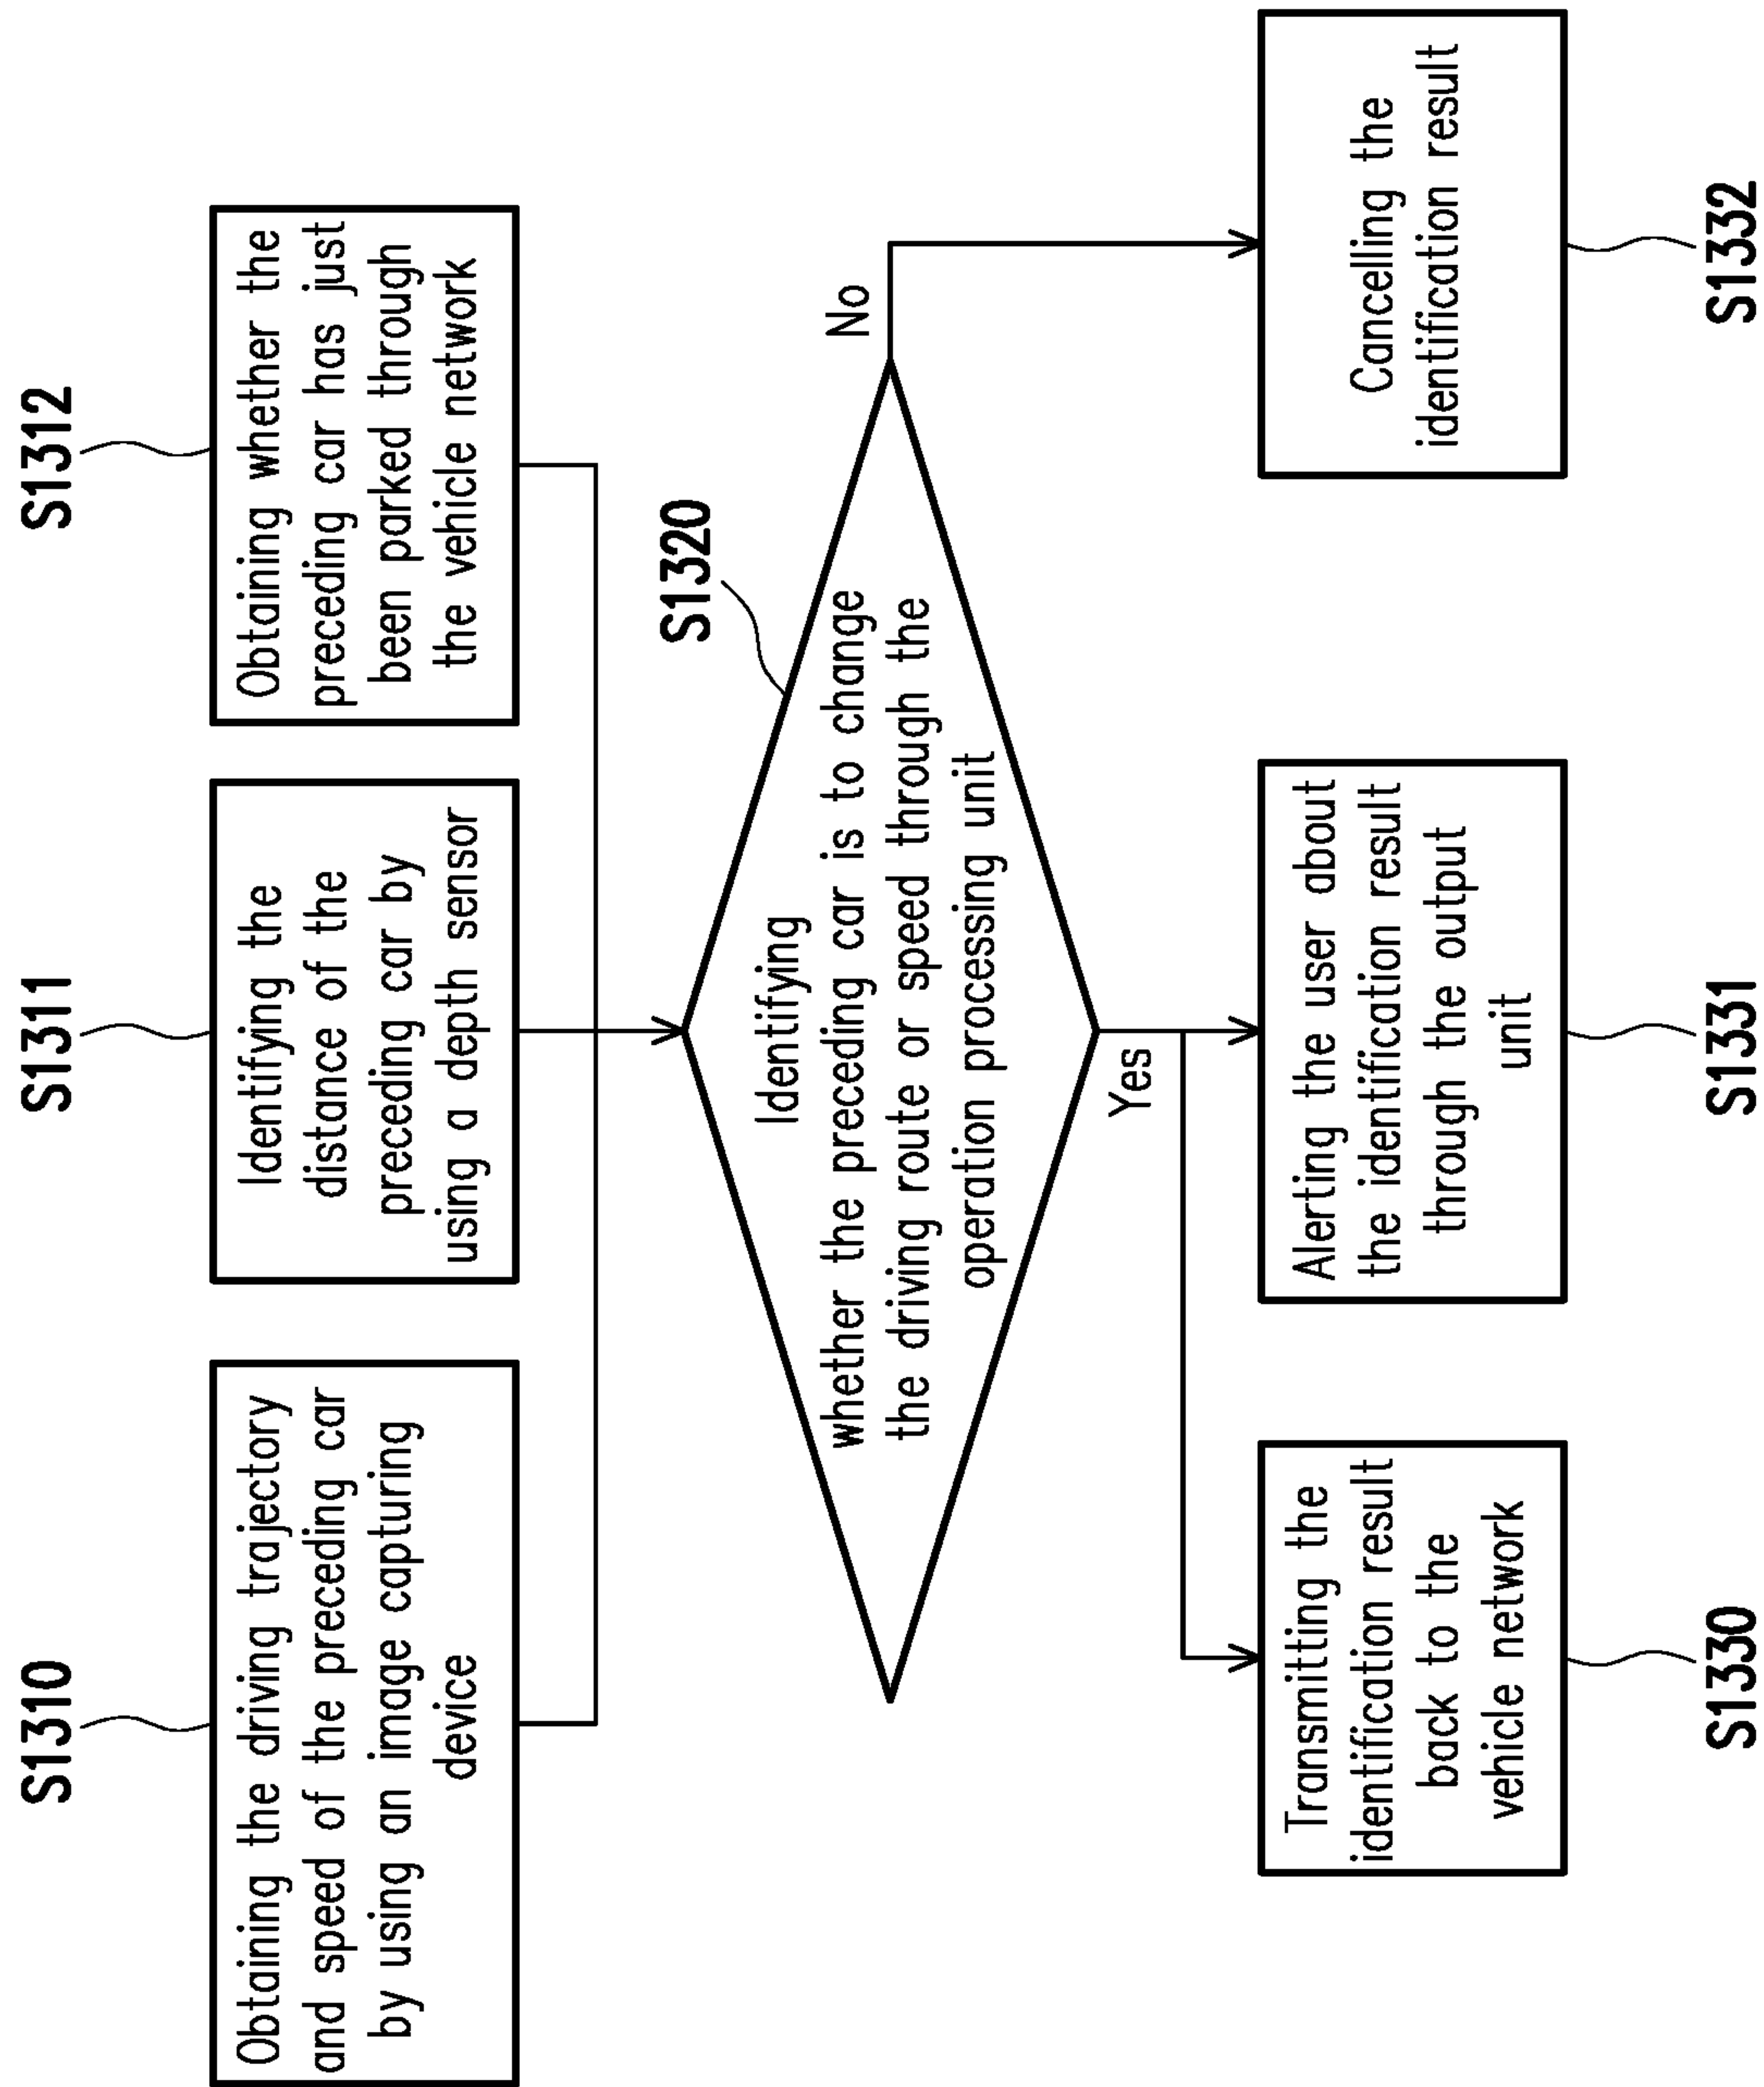 S1310
Obtaining the driving trajectory
and speed of the preceding car
by using an image capturing
device
S1311
Identifying the
distance of the
preceding car by
using a depth sensor
S1312
Obtaining whether the
preceding car has just
been parked through
the vehicle network
S1320
Identifying
whether the preceding car is to change
the driving route or speed through the
operation processing unit
Yes
No
Transmitting the
identification result
back to the
vehicle network
S1330
Alerting the user about
the identification result
through the output
unit
S1331
Cancelling the
identification result
S1332